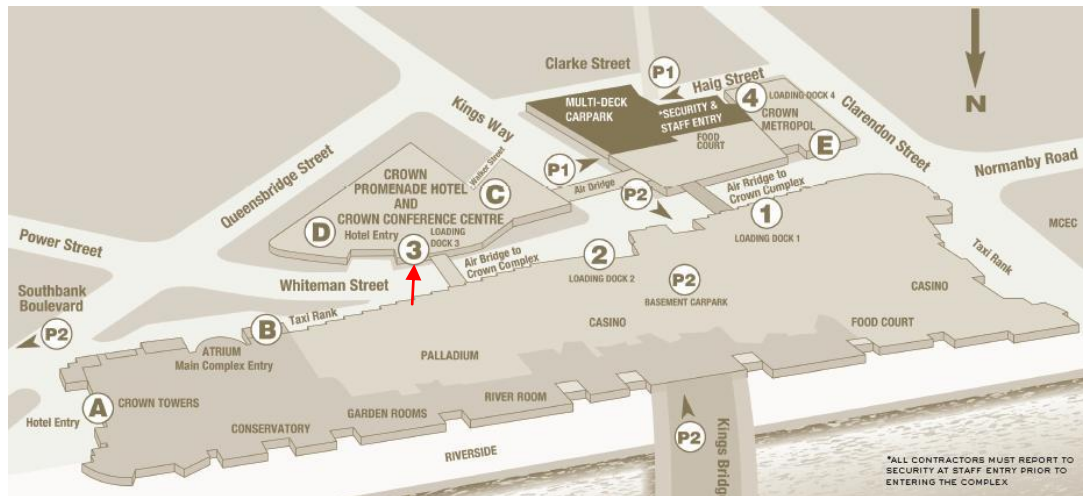 Clarke Street
P1
Haig Street
MULTI-DECK
CARPARK
*SECURITY &
STAFF ENTRY
4
LOADING DOCK 4
CROWN
METROPOL
FOOD
COURT
E
N
Clarendon Street
Normanby Road
Kings Way
Queensbridge Street
Walker Street
P1
Air Bridge
P2
Air Bridge to
Crown Complex
1
LOADING DOCK 1
MCEC
Taxi Rank
CROWN
PROMENADE HOTEL
AND
CROWN CONFERENCE CENTRE
C
D
Hotel Entry
3
LOADING
DOCK 3
Air Bridge to
Crown Complex
2
LOADING DOCK 2
P2
BASEMENT CARPARK
Power Street
Whiteman Street
Southbank
Boulevard
P2
Taxi Rank
B
ATRIUM
Main Complex Entry
PALLADIUM
CASINO
CASINO
FOOD COURT
A
CROWN TOWERS
Hotel Entry
CONSERVATORY
GARDEN ROOMS
RIVER ROOM
RIVERSIDE
P2
Kings Bridg
*ALL CONTRACTORS MUST REPORT TO
SECURITY AT STAFF ENTRY PRIOR TO
ENTERING THE COMPLEX